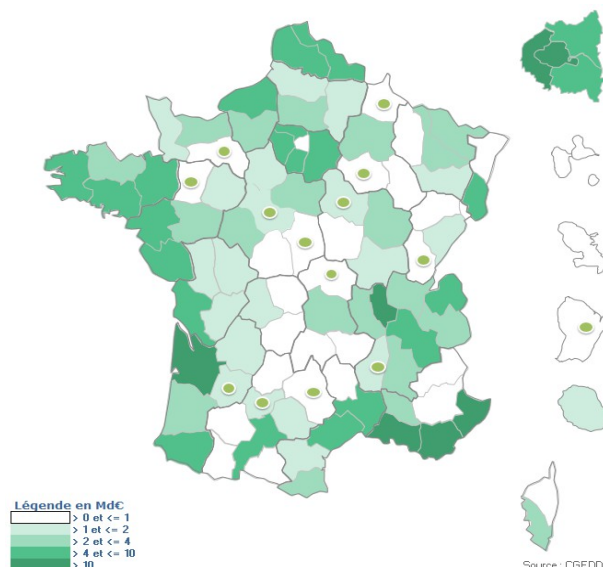 Légende en Md€
> 0 et <= 1
> 1 et <= 2
> 2 et <= 4
> 4 et <= 10
> 10
Source : CGEDD